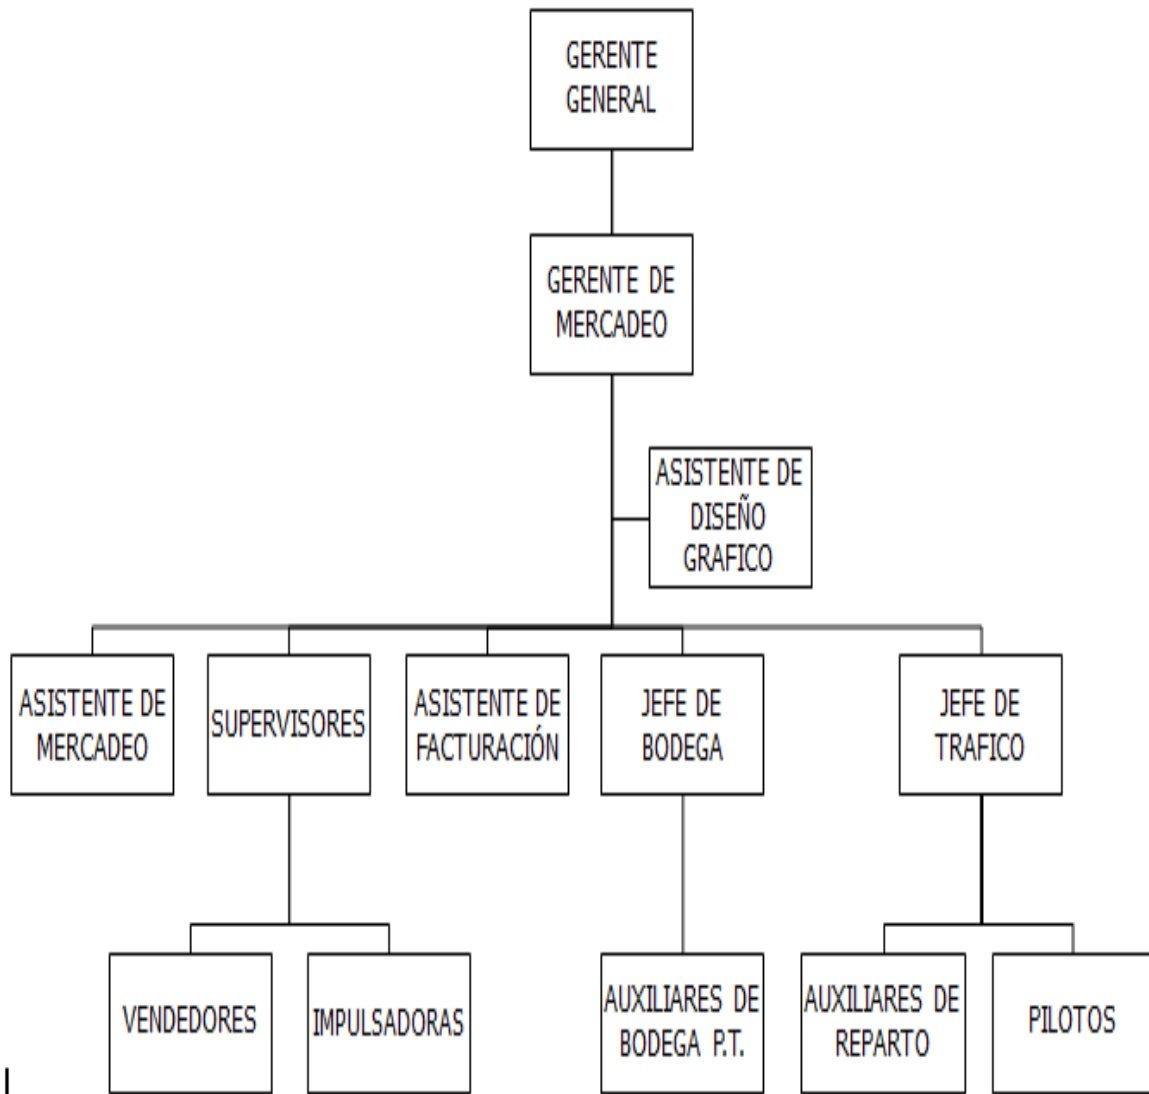 GERENTE
GENERAL
GERENTE DE
MERCADEO
ASISTENTE DE
DISEÑO
GRAFICO
ASISTENTE DE
MERCADEO
SUPERVISORES
ASISTENTE DE
FACTURACIÓN
JEFE DE
BODEGA
JEFE DE
TRAFICO
VENDEDORES
IMPULSADORAS
AUXILIARES DE
BODEGA P.T.
AUXILIARES DE
REPARTO
PILOTOS